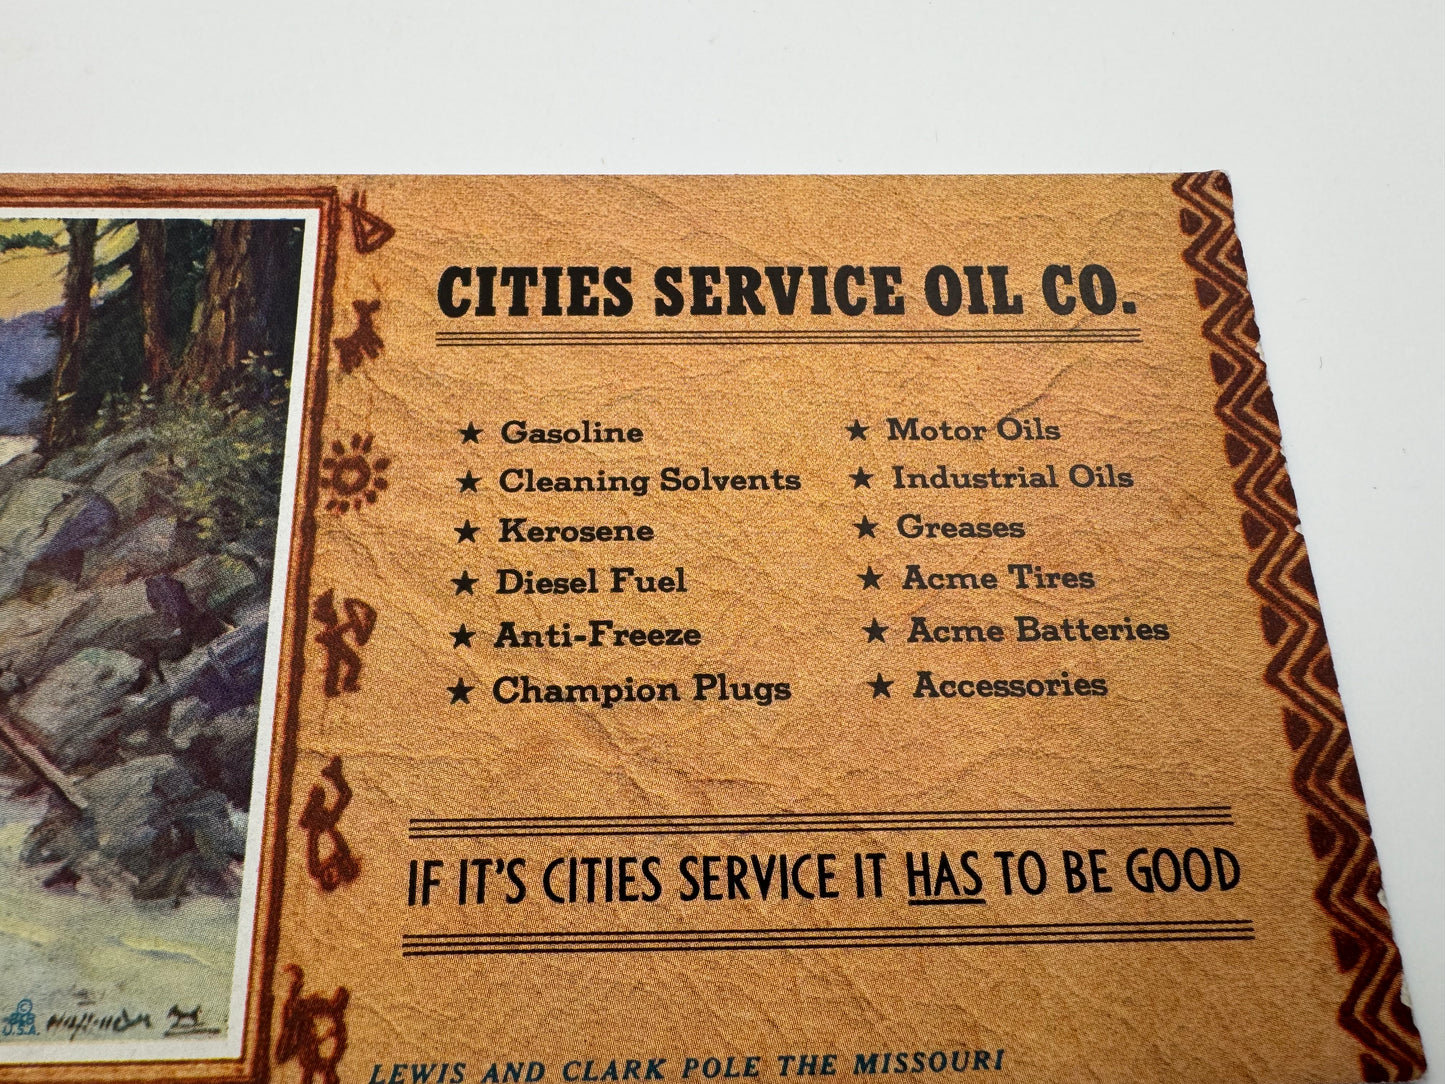 CITIES SERVICE OIL CO.
★ Gasoline
★ Cleaning Solvents
★ Kerosene
★ Diesel Fuel
★ Anti-Freeze
★ Champion Plugs
★ Motor Oils
★ Industrial Oils
★ Greases
★ Acme Tires
★ Acme Batteries
★ Accessories
IF IT'S CITIES SERVICE IT HAS TO BE GOOD
©
U.S.A.
LEWIS AND CLARK POLE THE MISSOURI